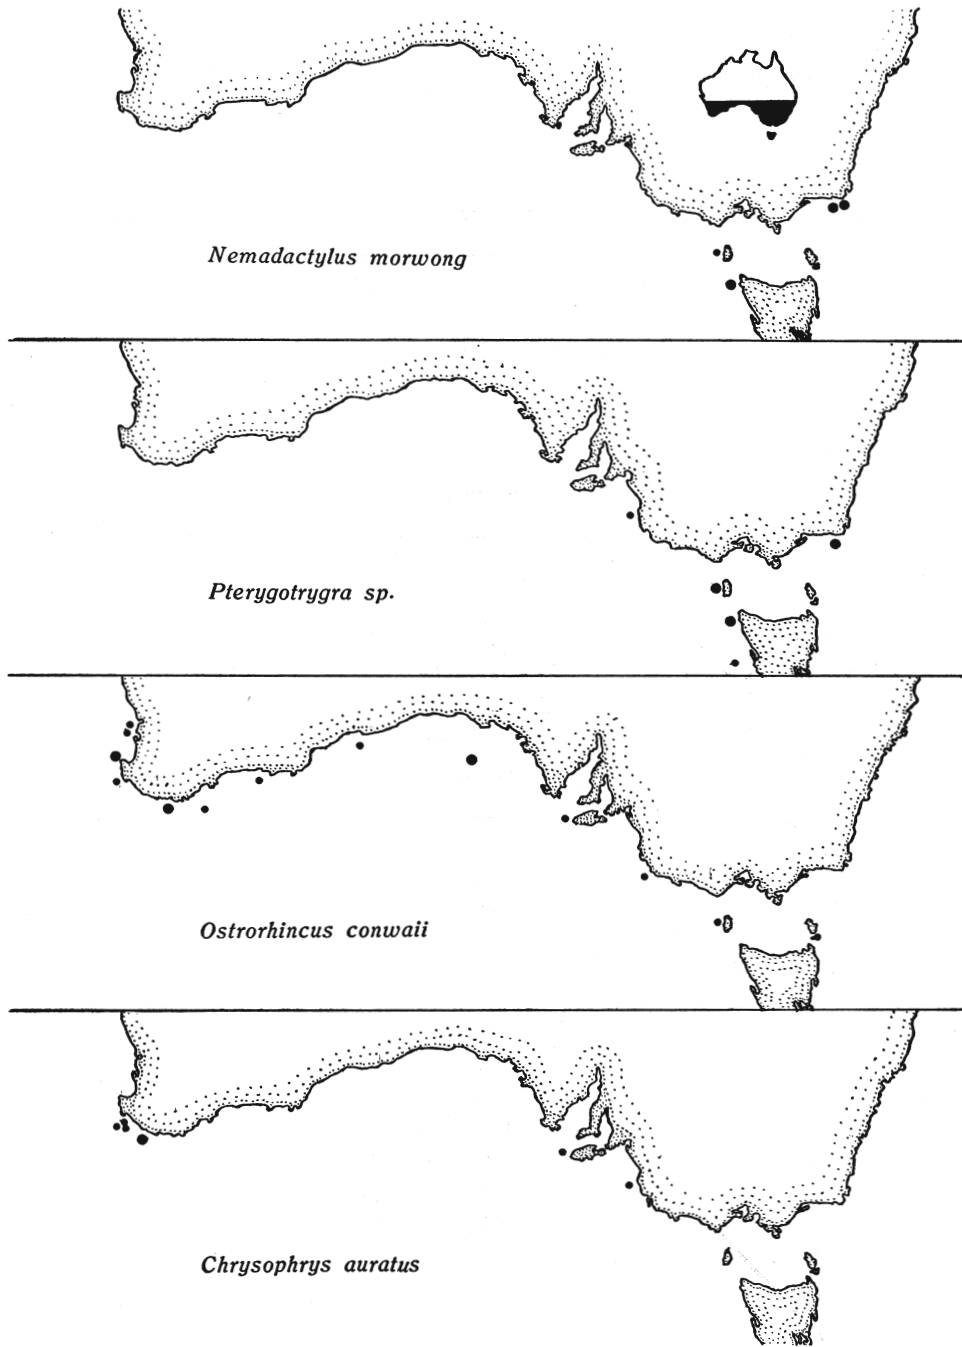 Nemadactylus morwong
Pterygotrygra sp.
Ostrorhincus conwaii
Chrysophrys auratus